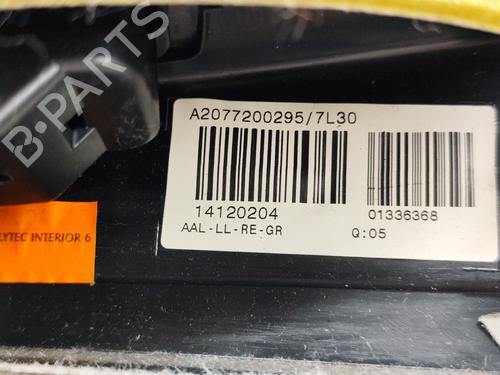 A2077200295/7L30
14120204
01336368
AAL-LL-RE-GR
Q:05
LYTEC INTERIOR 6
B-PARTS